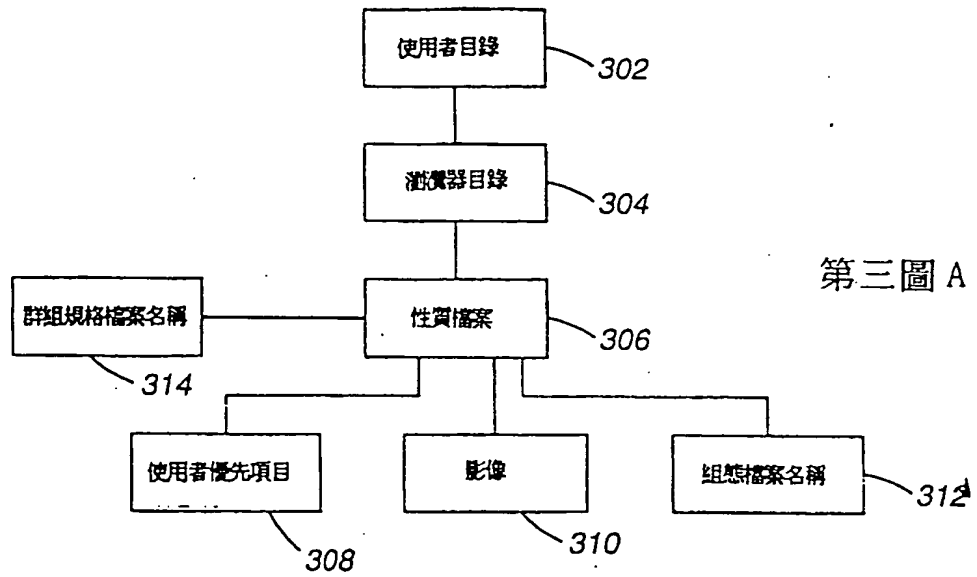 使用者目錄
302
瀏覽器目錄
304
第三圖 A
群組規格檔案名稱
314
性質檔案
306
使用者優先項目
308
影像
310
組態檔案名稱
312